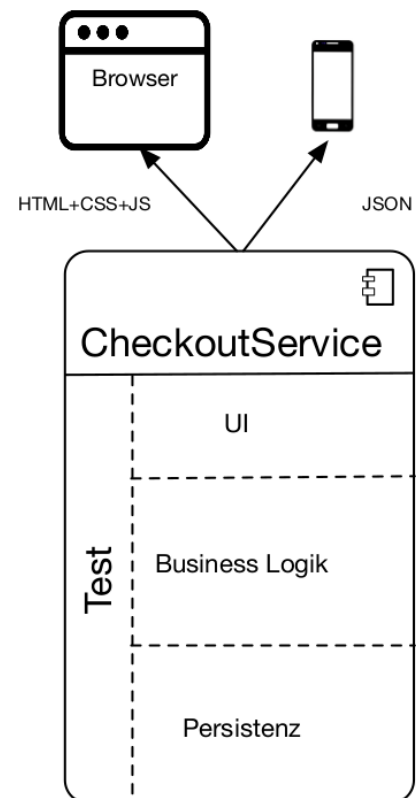 Browser
HTML+CSS+JS
JSON
CheckoutService
UI
Test
Business Logik
Persistenz